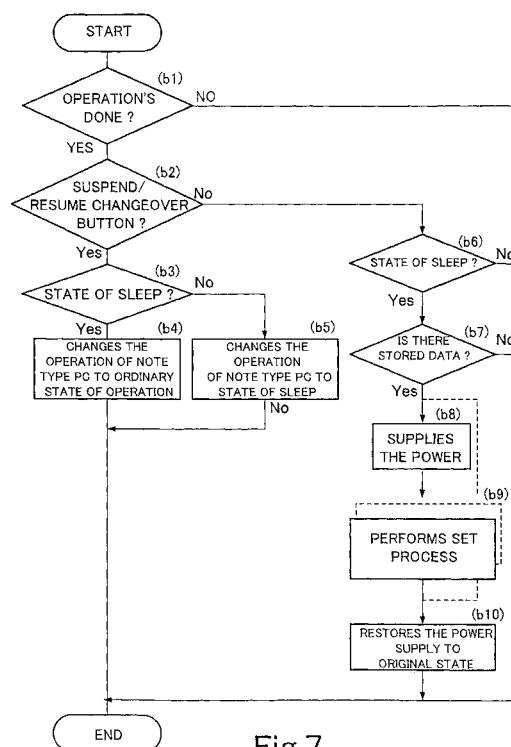 START
(b1)
OPERATION'S
DONE ?
NO
YES
(b2)
SUSPEND/
RESUME CHANGEOVER
BUTTON ?
No
Yes
(b3)
STATE OF SLEEP ?
No
Yes
(b4)
CHANGES THE
OPERATION OF NOTE
TYPE PC TO ORDINARY
STATE OF OPERATION
(b5)
CHANGES THE
OPERATION
OF NOTE TYPE PC TO
STATE OF SLEEP
No
(b6)
STATE OF SLEEP ?
No
Yes
(b7)
IS THERE
STORED DATA ?
No
Yes
(b8)
SUPPLIES
THE POWER
(b9)
PERFORMS SET
PROCESS
(b10)
RESTORES THE POWER
SUPPLY TO
ORIGINAL STATE
END
Fig.7